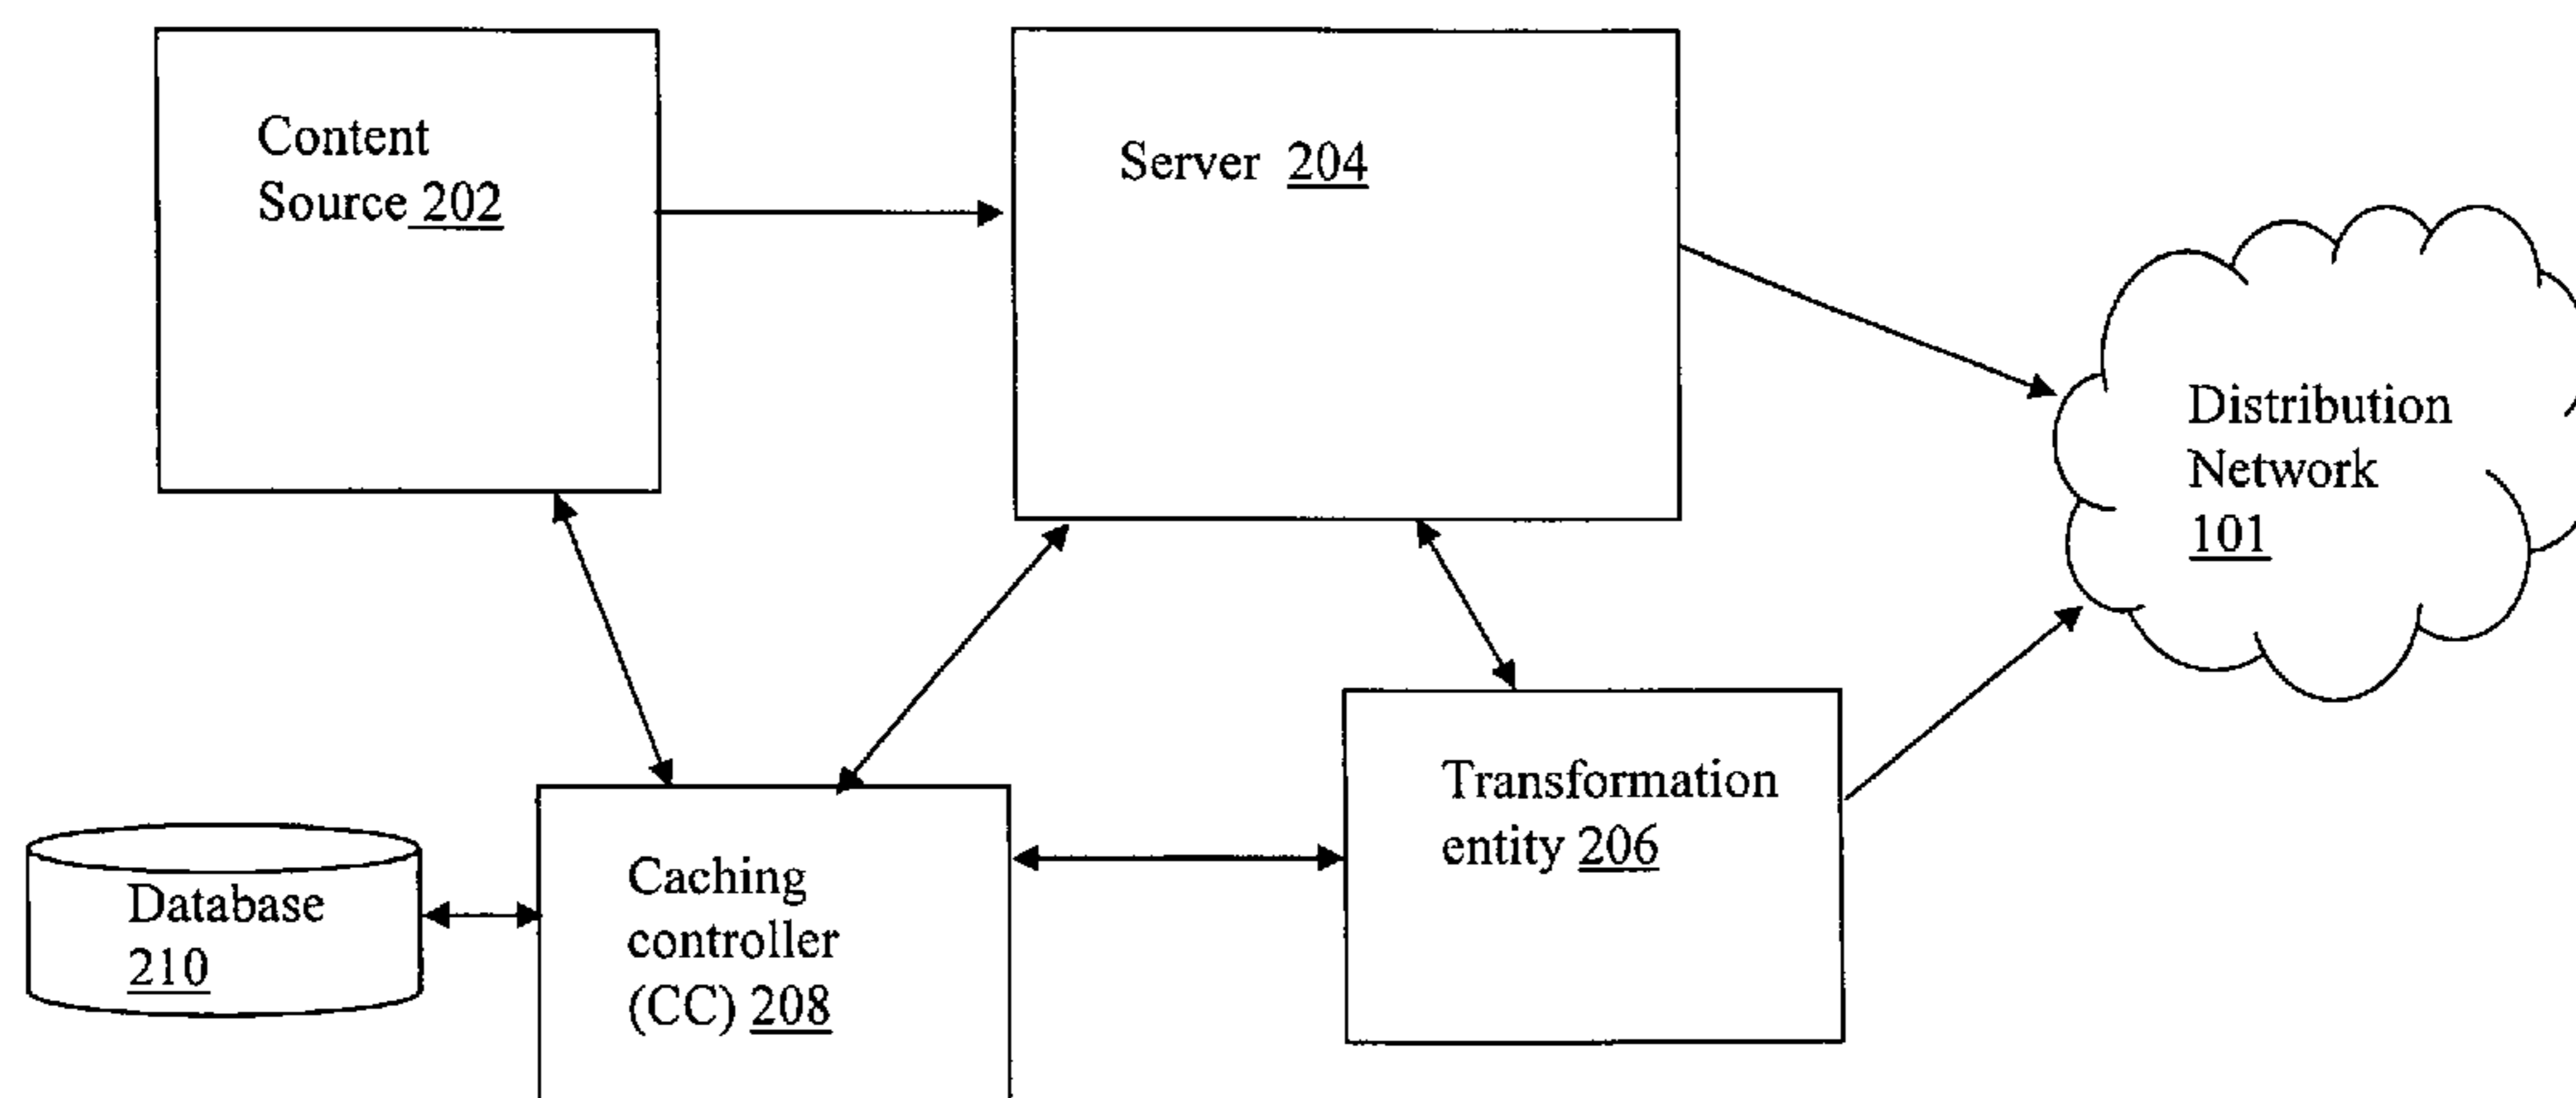 Content
Source 202
Server 204
Distribution
Network
101
Transformation
entity 206
Caching
controller
(CC) 208
Database
210